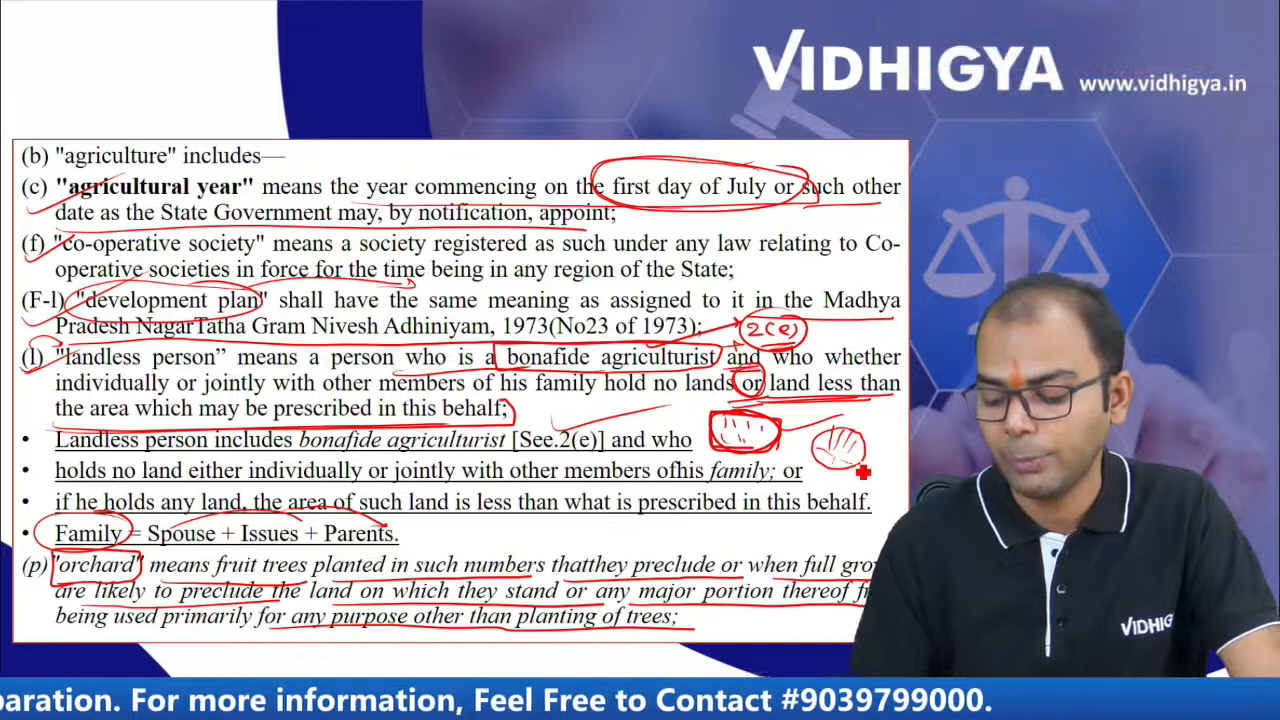 VIDHIGYA www.vidhigya.in
(b) "agriculture" includes—
(c) "agricultural year" means the year commencing on the first day of July or such other
date as the State Government may, by notification, appoint;
(f) "co-operative society" means a society registered as such under any law relating to Co-
operative societies in force for the time being in any region of the State;
(F-l) "development plan" shall have the same meaning as assigned to it in the Madhya
Pradesh NagarTatha Gram Nivesh Adhiniyam, 1973(No23 of 1973);
2(e)
(l) "landless person” means a person who is a bonafide agriculturist and who whether
individually or jointly with other members of his family hold no lands or land less than
the area which may be prescribed in this behalf;
• Landless person includes bonafide agriculturist [See.2(e)] and who
• holds no land either individually or jointly with other members ofhis family; or
• if he holds any land, the area of such land is less than what is prescribed in this behalf.
• Family = Spouse + Issues + Parents.
(p) "orchard" means fruit trees planted in such numbers thatthey preclude or when full
are likely to preclude the land on which they stand or any major portion thereof
being used primarily for any purpose other than planting of trees;
VIDHIG
paration. For more information, Feel Free to Contact #9039799000.